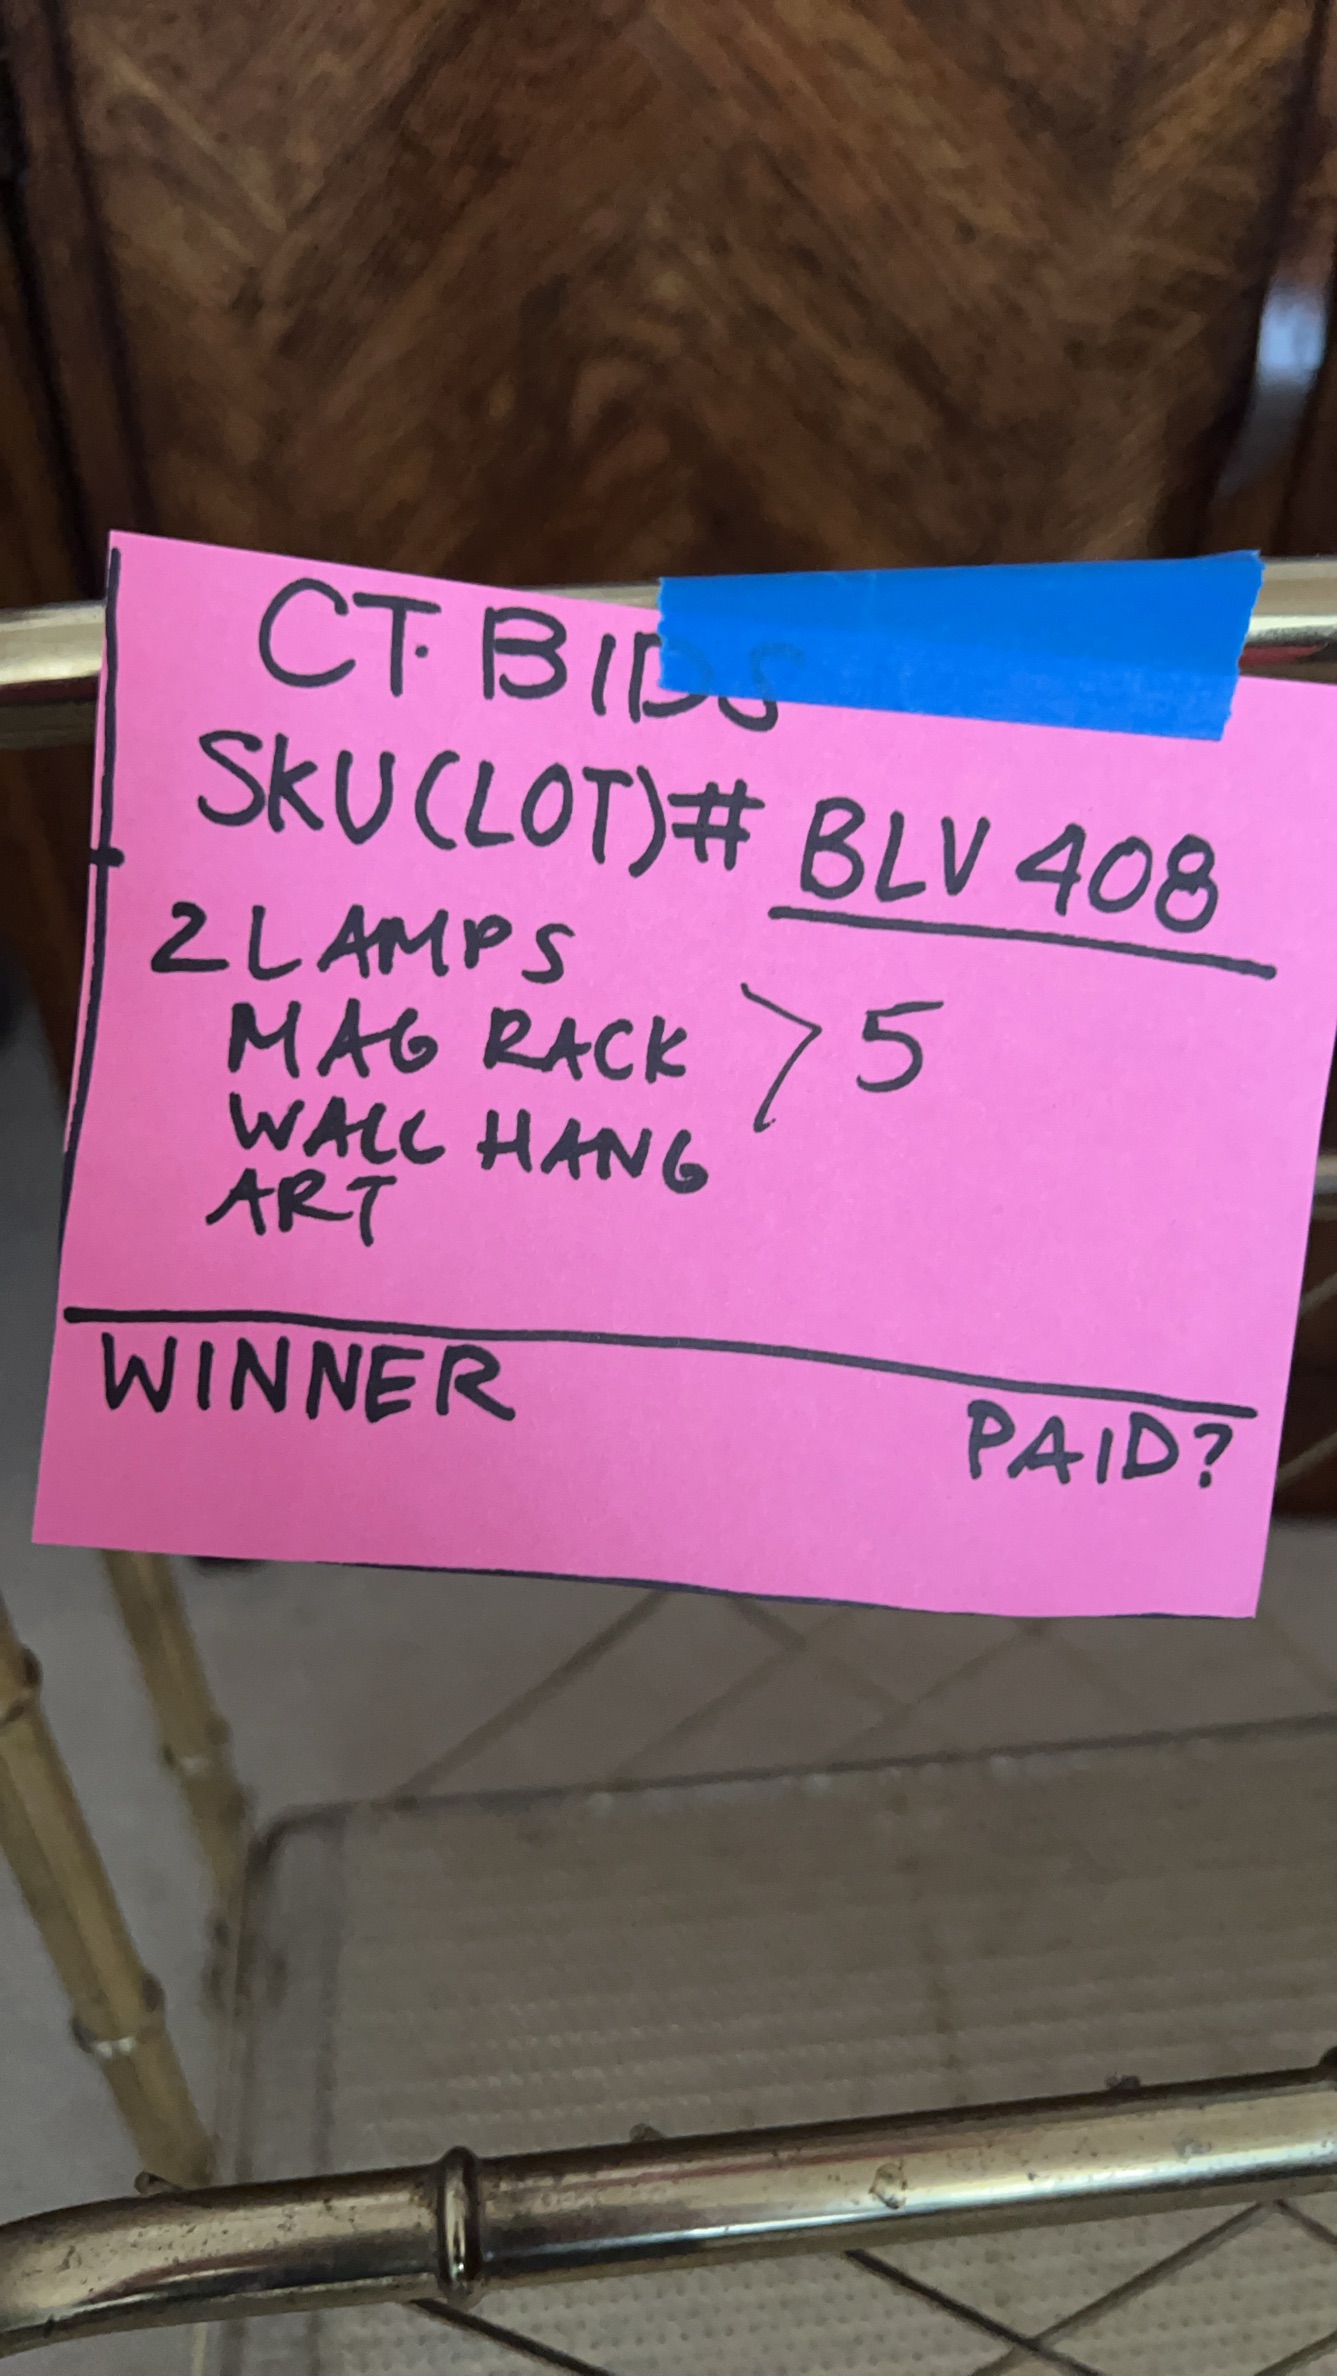 CT. BIDS
SKU(LOT)# BLV 408
2 LAMPS
MAG RACK > 5
WALL HANG
ART
WINNER
PAID?